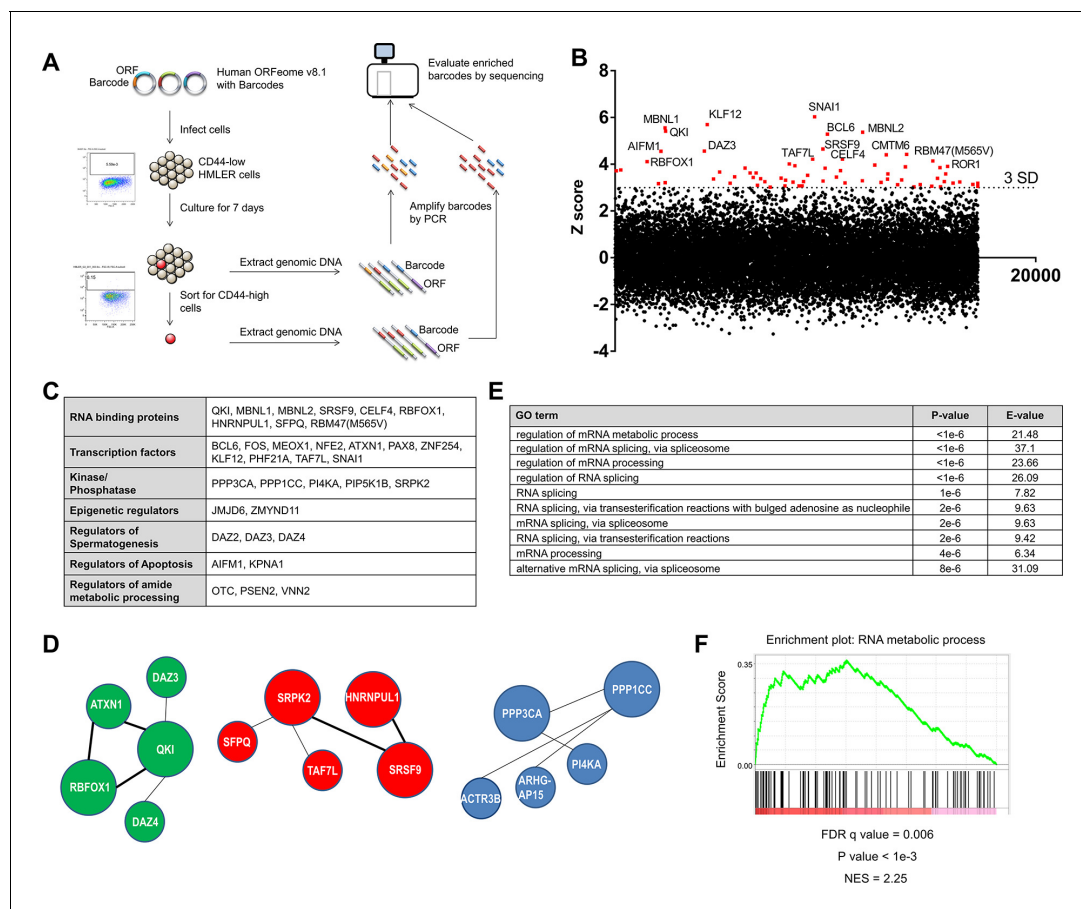 A
ORF
Barcode
Human ORFeome v8.1
with Barcodes
Infect cells
CD44-low
HMLER cells
Culture for 7 days
Extract genomic DNA
Barcode
ORF
Sort for CD44-high
cells
Extract genomic DNA
Barcode
ORF
Amplify barcodes
by PCR
Evaluate enriched
barcodes by sequencing
B
Z score
8
6
4
2
0
-2
-4
SNAI1
KLF12
MBNL1
QKI
BCL6
MBNL2
AIFM1
DAZ3
SRSF9
CMTM6
RBFOX1
TAF7L
CELF4
RBM47(M565V)
ROR1
3 SD
20000
C
RNA binding proteins
QKI, MBNL1, MBNL2, SRSF9, CELF4, RBFOX1,
HNRNPUL1, SFPQ, RBM47(M565V)
Transcription factors
BCL6, FOS, MEOX1, NFE2, ATXN1, PAX8, ZNF254,
KLF12, PHF21A, TAF7L, SNAI1
Kinase/
Phosphatase
PPP3CA, PPP1CC, PI4KA, PIP5K1B, SRPK2
Epigenetic regulators
JMJD6, ZMYND11
Regulators of
Spermatogenesis
DAZ2, DAZ3, DAZ4
Regulators of Apoptosis
AIFM1, KPNA1
Regulators of amide
metabolic processing
OTC, PSEN2, VNN2
E
GO term P-value E-value
regulation of mRNA metabolic process <1e-6 21.48
regulation of mRNA splicing, via spliceosome <1e-6 37.1
regulation of mRNA processing <1e-6 23.66
regulation of RNA splicing <1e-6 26.09
RNA splicing 1e-6 7.82
RNA splicing, via transesterification reactions with bulged adenosine as nucleophile 2e-6 9.63
mRNA splicing, via spliceosome 2e-6 9.63
RNA splicing, via transesterification reactions 2e-6 9.42
mRNA processing 4e-6 6.34
alternative mRNA splicing, via spliceosome 8e-6 31.09
D
DAZ3
ATXN1
QKI
RBFOX1
DAZ4
SRPK2
HNRNPUL1
SFPQ
TAF7L
SRSF9
PPP1CC
PPP3CA
PI4KA
ARHG-
AP15
ACTR3B
F
Enrichment plot: RNA metabolic process
Enrichment Score
0.35
0.00
FDR q value = 0.006
P value < 1e-3
NES = 2.25